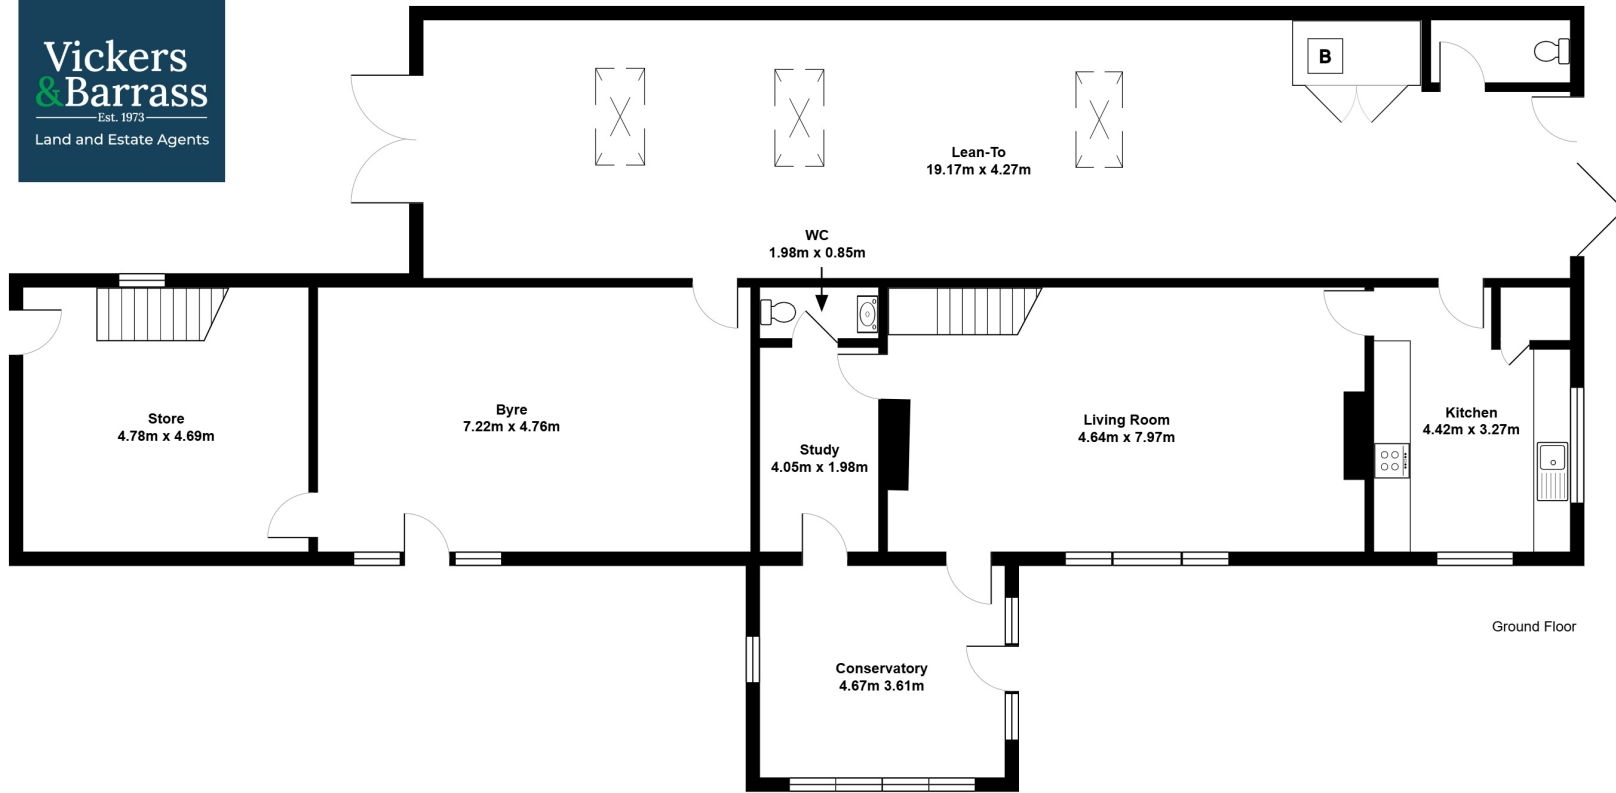 Vickers
&Barrass
Est. 1973
Land and Estate Agents
B
Lean-To
19.17m x 4.27m
WC
1.98m x 0.85m
Store
4.78m x 4.69m
Byre
7.22m x 4.76m
Study
4.05m x 1.98m
Living Room
4.64m x 7.97m
Kitchen
4.42m x 3.27m
Conservatory
4.67m 3.61m
Ground Floor